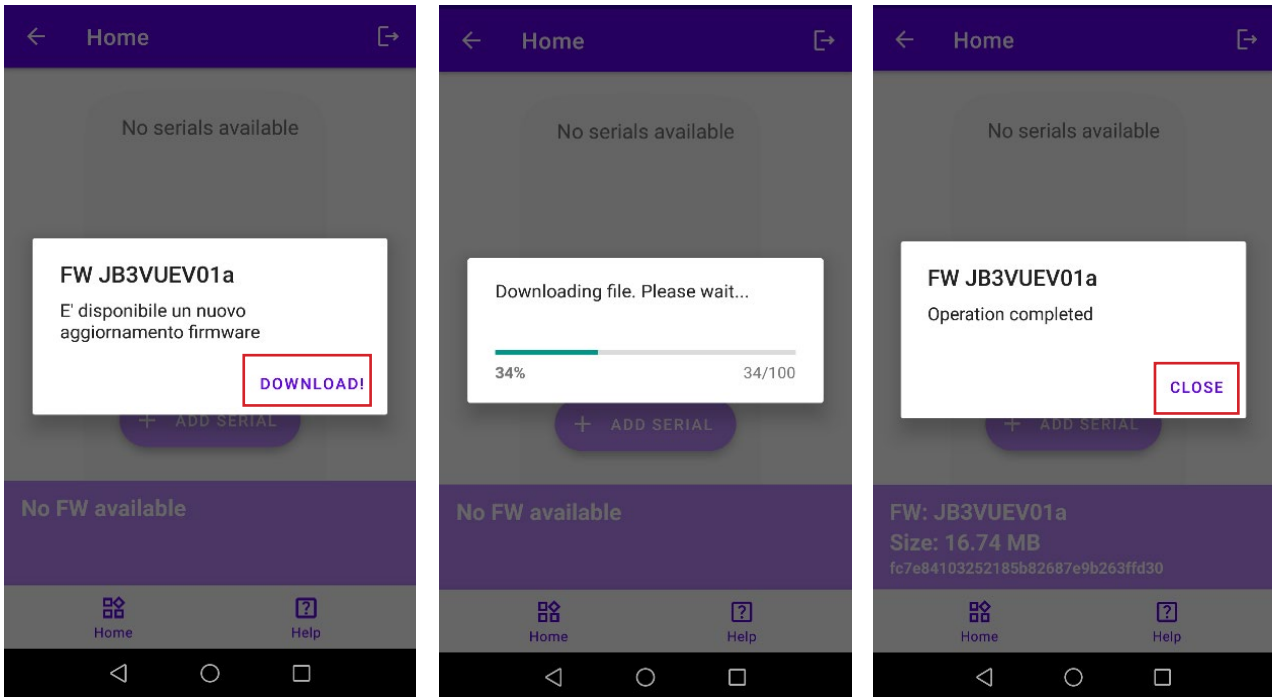 Home
No serials available
FW JB3VUEV01a
E' disponibile un nuovo
aggiornamento firmware
DOWNLOAD!
+ ADD SERIAL
No FW available
Home
Help
Home
No serials available
Downloading file. Please wait...
34%
34/100
+ ADD SERIAL
No FW available
Home
Help
Home
No serials available
FW JB3VUEV01a
Operation completed
CLOSE
+ ADD SERIAL
FW: JB3VUEV01a
Size: 16.74 MB
fc7e84103252185b82687e9b263ffd30
Home
Help